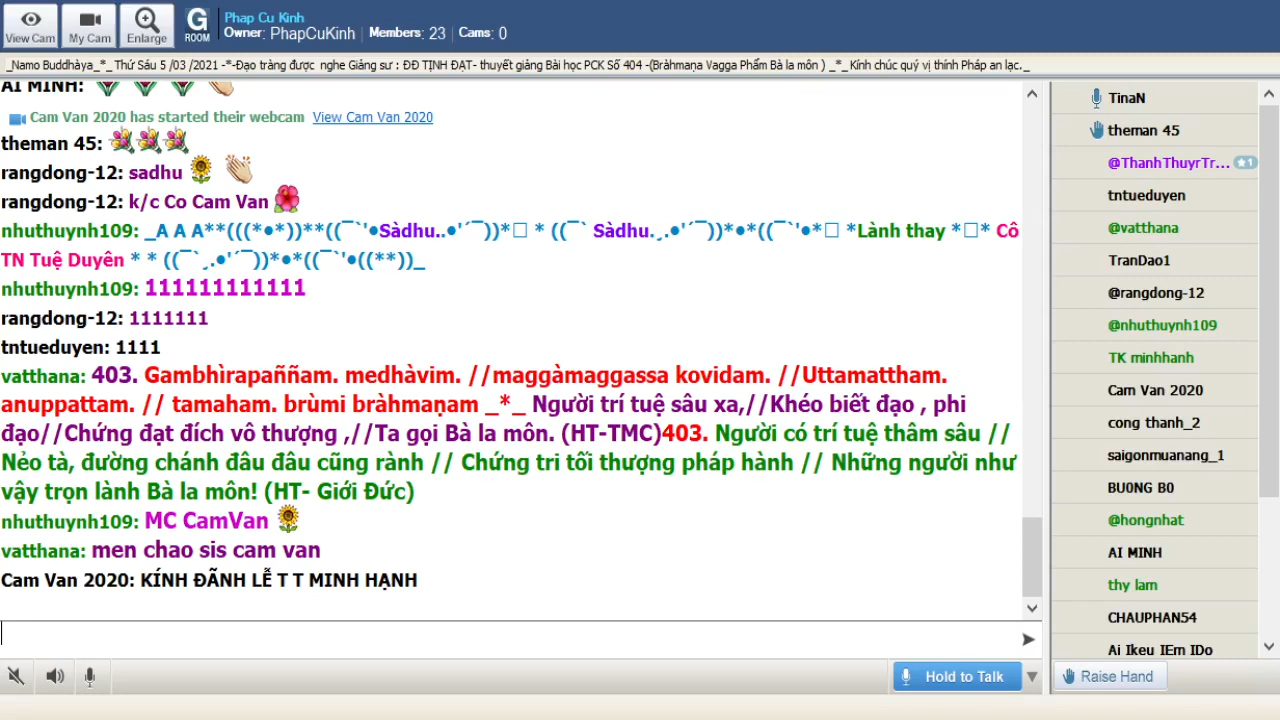 View Cam
My Cam
Enlarge
G
ROOM
Phap Cu Kinh
Owner: PhapCuKinh | Members: 23 | Cams: 0
_Namo Buddhàya_*_ Thứ Sáu 5 /03 /2021 -*-Đạo tràng được nghe Giảng sư : ĐĐ TỊNH ĐẠT- thuyết giảng Bài học PCK Số 404 -(Bràhmaṇa Vagga Phẩm Bà la môn ) _*_ Kính chúc quý vị thính Pháp an lạc._
AI MINH:
Cam Van 2020 has started their webcam View Cam Van 2020
theman 45:
rangdong-12: sadhu
rangdong-12: k/c Co Cam Van
nhuthuynh109: _A A A**(((*•*))**((¯`'•Sàdhu..•'´¯))*□ * ((¯` Sàdhu.¸.•'´¯))*•*((¯`'•*□ *Lành thay *□* Cô
TN Tuệ Duyên * * ((¯`¸.•'´¯))*•*((¯`'•((**))_
nhuthuynh109: 111111111111
rangdong-12: 1111111
tntueduyen: 1111
vatthana: 403. Gambhìrapaññam. medhàvim. //maggàmaggassa kovidam. //Uttamattham.
anuppattam. // tamaham. brùmi bràhmaṇam _*_ Người trí tuệ sâu xa,//Khéo biết đạo , phi
đạo//Chứng đạt đích vô thượng ,//Ta gọi Bà la môn. (HT-TMC)403. Người có trí tuệ thâm sâu //
Nẻo tà, đường chánh đâu đâu cũng rành // Chứng tri tối thượng pháp hành // Những người như
vậy trọn lành Bà la môn! (HT- Giới Đức)
nhuthuynh109: MC CamVan
vatthana: men chao sis cam van
Cam Van 2020: KÍNH ĐÃNH LỄ T T MINH HẠNH
Hold to Talk
TinaN
theman 45
@ThanhThuyrTr... ★1
tntueduyen
@vatthana
TranDao1
@rangdong-12
@nhuthuynh109
TK minhhanh
Cam Van 2020
cong thanh_2
saigonmuanang_1
BU0NG B0
@hongnhat
AI MINH
thy lam
CHAUPHAN54
Ai Ikeu IEm IDo
Raise Hand